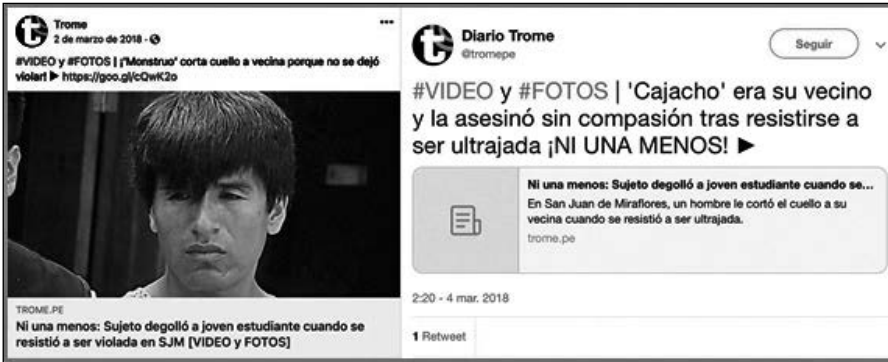 Trome
2 de marzo de 2018 ·
#VIDEO y #FOTOS | ¡'Monstruo' corta cuello a vecina porque no se dejó
violar! ► https://goo.gl/cQwK2o
TROME.PE
Ni una menos: Sujeto degolló a joven estudiante cuando se
resistió a ser violada en SJM [VIDEO y FOTOS]
Diario Trome
@tromepe
Seguir
#VIDEO y #FOTOS | 'Cajacho' era su vecino
y la asesinó sin compasión tras resistirse a
ser ultrajada ¡NI UNA MENOS! ►
Ni una menos: Sujeto degolló a joven estudiante cuando se...
En San Juan de Miraflores, un hombre le cortó el cuello a su
vecina cuando se resistió a ser ultrajada.
trome.pe
2:20 - 4 mar. 2018
1 Retweet